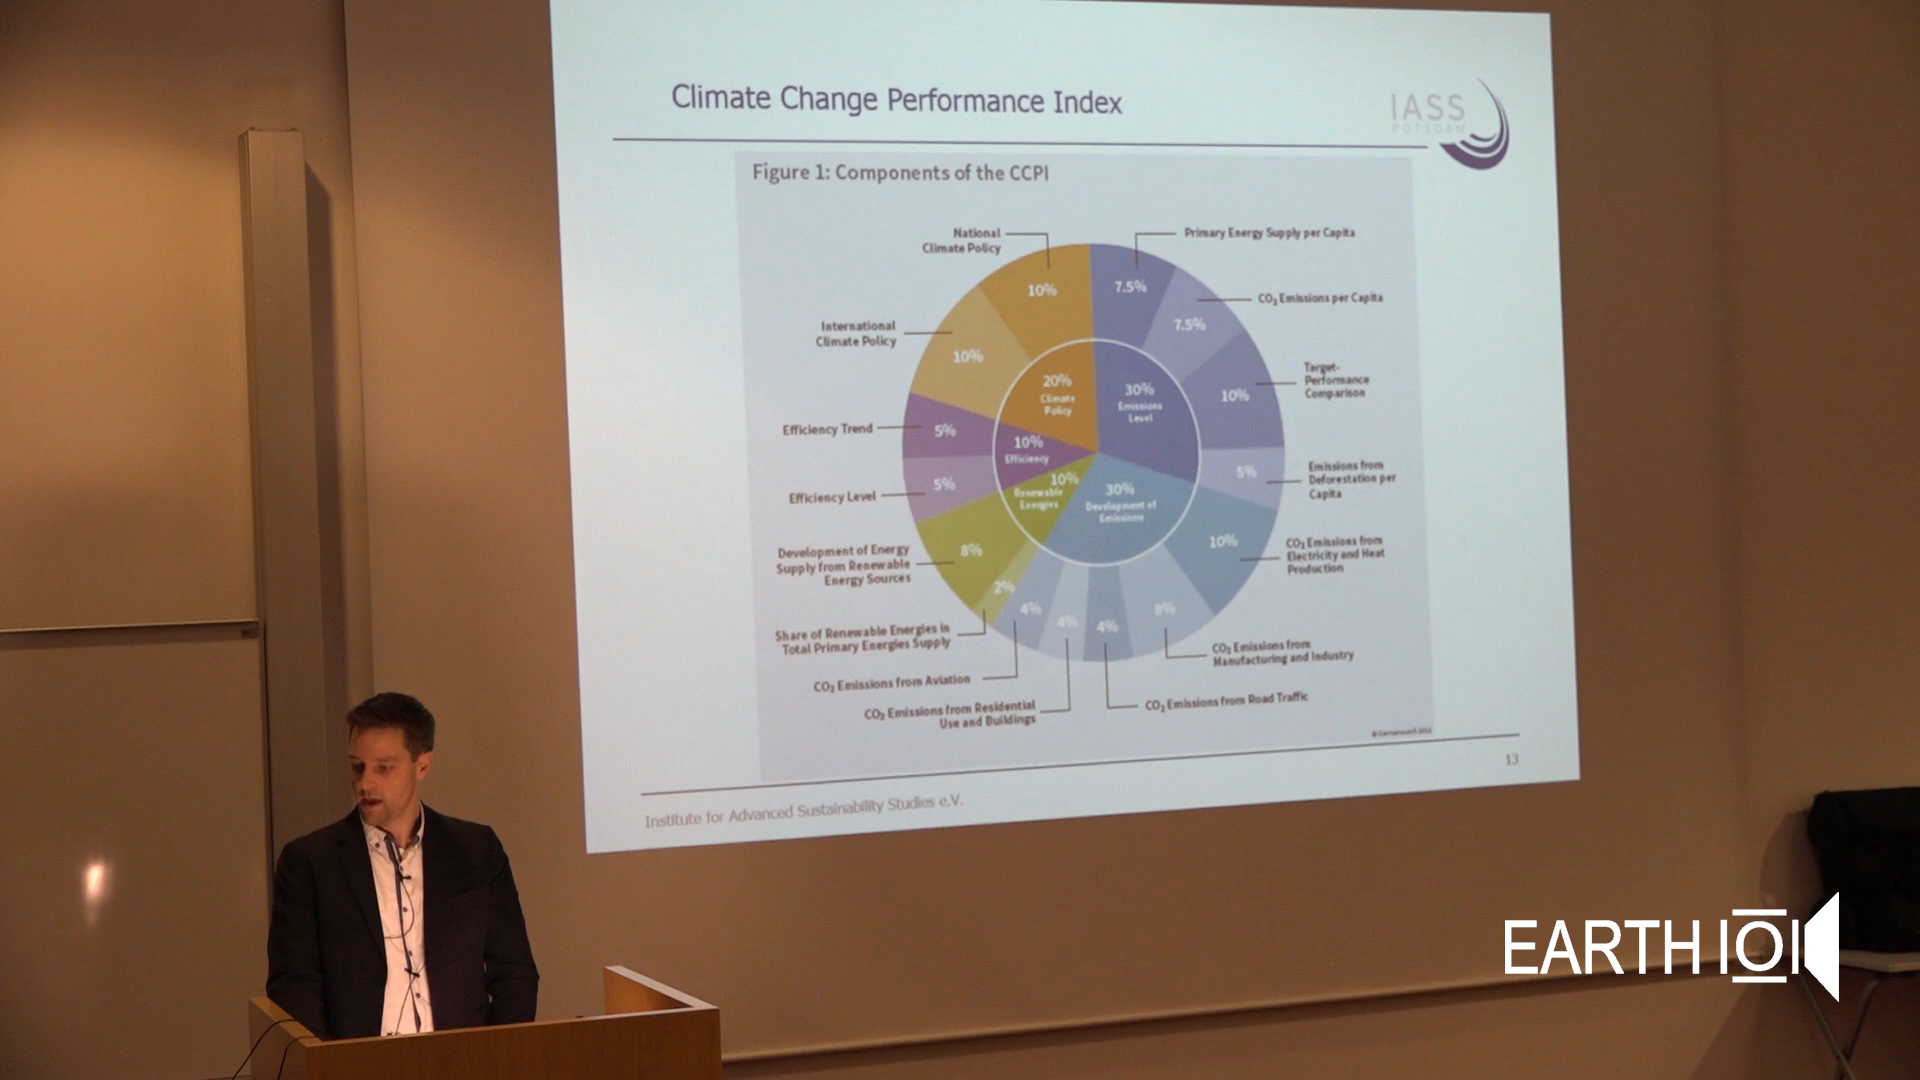 Climate Change Performance Index
IASS
POTSDAM
Figure 1: Components of the CCPI
National
Climate Policy
Primary Energy Supply per Capita
10%
7.5%
CO₂ Emissions per Capita
7.5%
International
Climate Policy
10%
Target-
Performance
Comparison
10%
20%
Climate
Policy
30%
Emissions
Level
Efficiency Trend
5%
10%
Efficiency
Emissions from
Deforestation per
Capita
5%
Efficiency Level
5%
10%
Renewable
Energies
30%
Development of
Emissions
CO₂ Emissions from
Electricity and Heat
Production
10%
Development of Energy
Supply from Renewable
Energy Sources
8%
2%
4%
4%
4%
8%
Share of Renewable Energies in
Total Primary Energies Supply
CO₂ Emissions from
Manufacturing and Industry
CO₂ Emissions from Aviation
CO₂ Emissions from Residential
Use and Buildings
CO₂ Emissions from Road Traffic
13
Institute for Advanced Sustainability Studies e.V.
EARTH 101